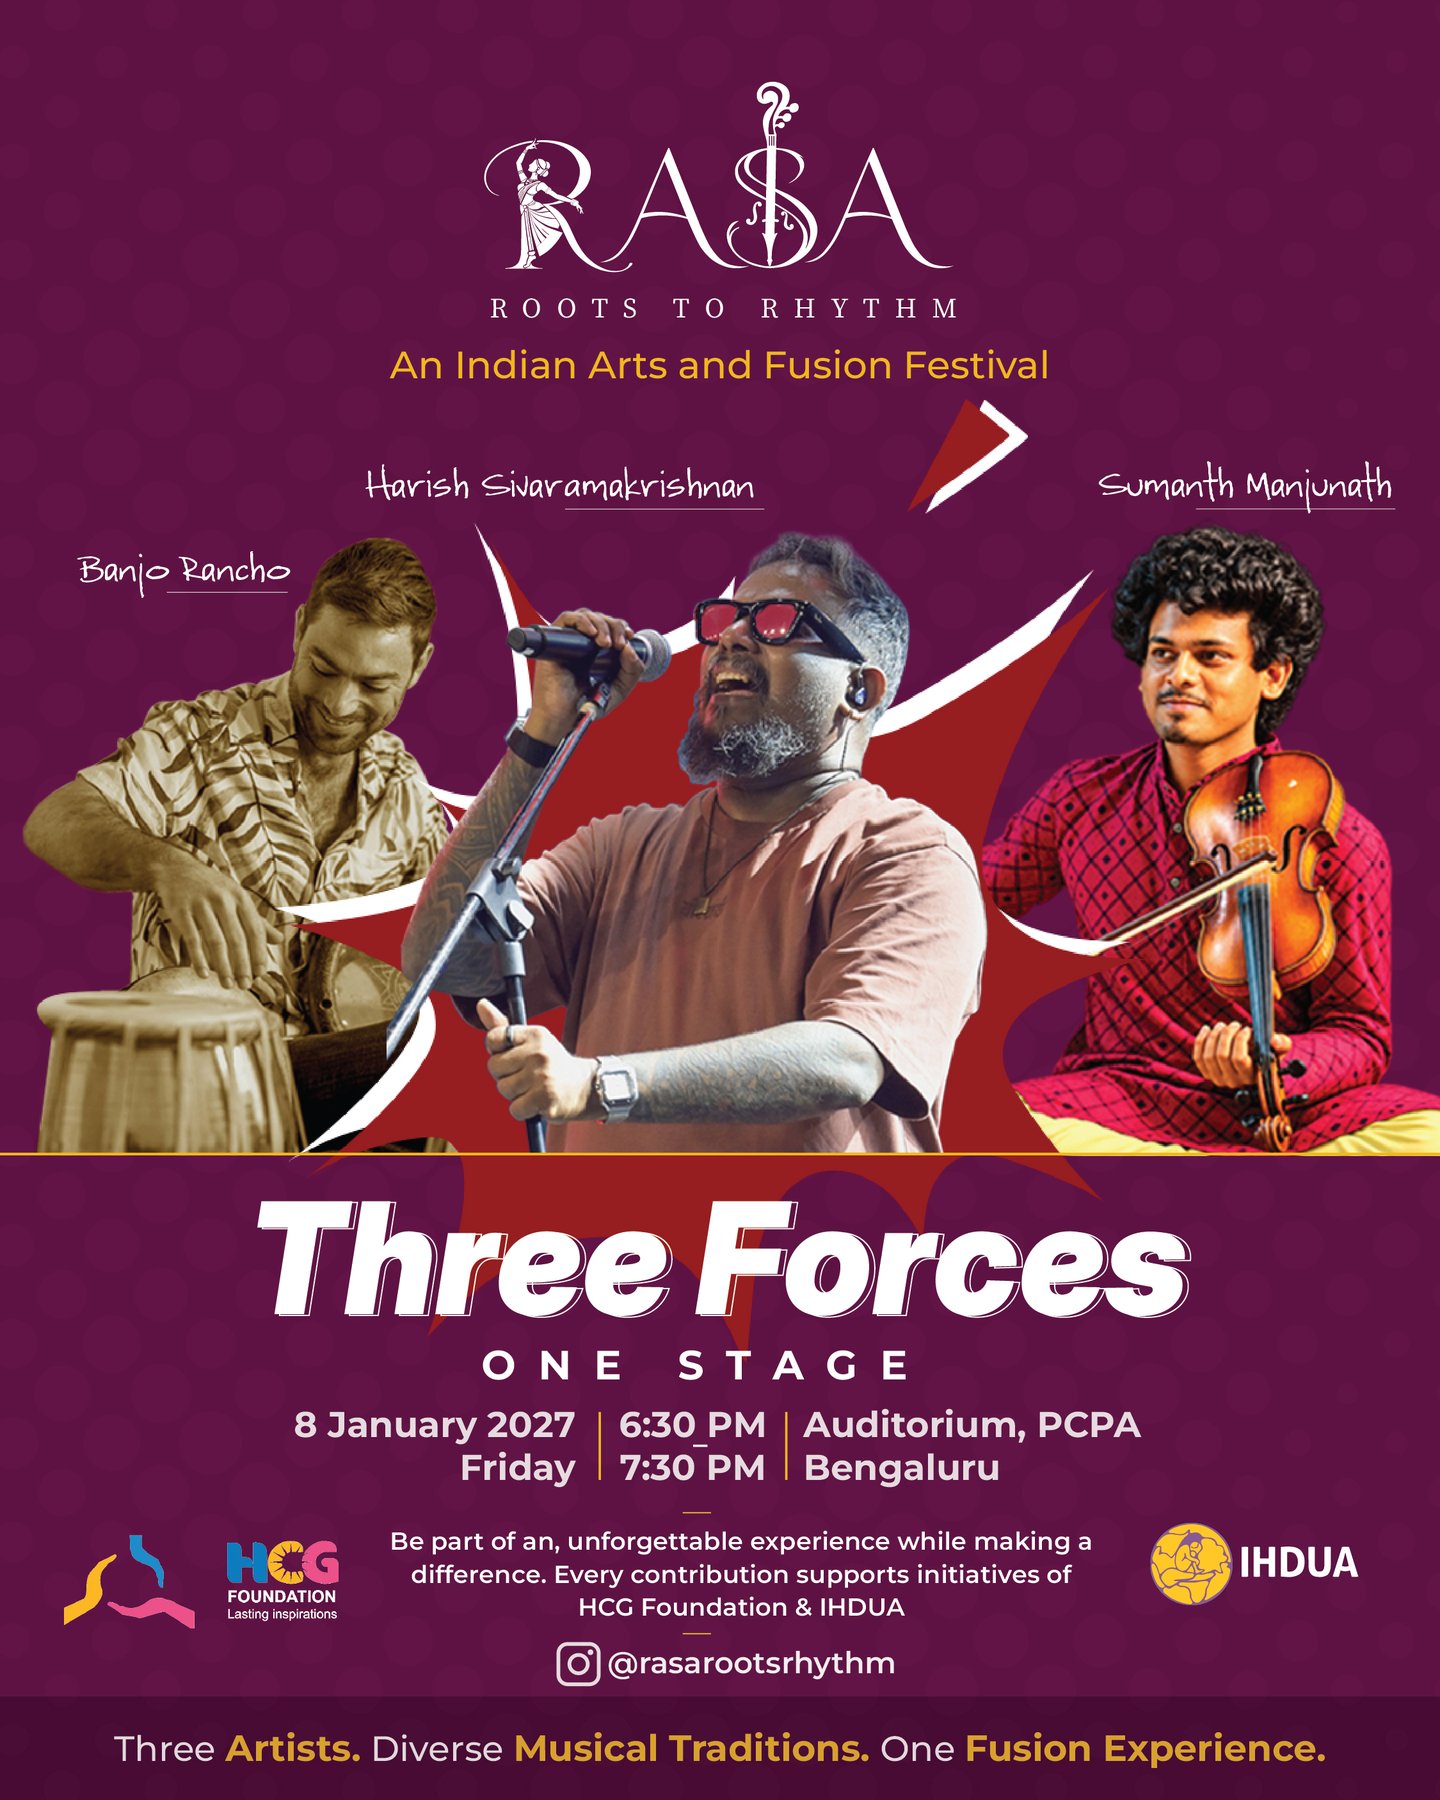 RASA
ROOTS TO RHYTHM
An Indian Arts and Fusion Festival
Harish Sivaramakrishnan
Sumanth Manjunath
Banjo Rancho
Three Forces
ONE STAGE
8 January 2027
Friday
6:30 PM
–
7:30 PM
Auditorium, PCPA
Bengaluru
HCG
FOUNDATION
Lasting inspirations
Be part of an, unforgettable experience while making a
difference. Every contribution supports initiatives of
HCG Foundation & IHDUA
IHDUA
@rasarootsrhythm
Three Artists. Diverse Musical Traditions. One Fusion Experience.